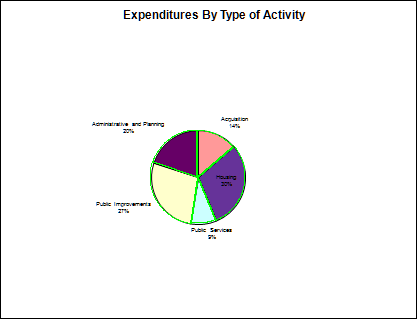 Expenditures By Type of Activity
Administrative and Planning
20%
Acquisition
14%
Housing
30%
Public Improvements
27%
Public Services
9%